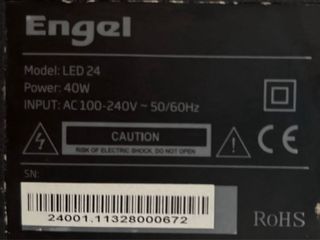 Engel
Model: LED 24
Power: 40W
INPUT: AC 100-240V ~ 50/60Hz
CAUTION
RISK OF ELECTRIC SHOCK, DO NOT OPEN
CE
SN:
24001.11328000672
RoHS